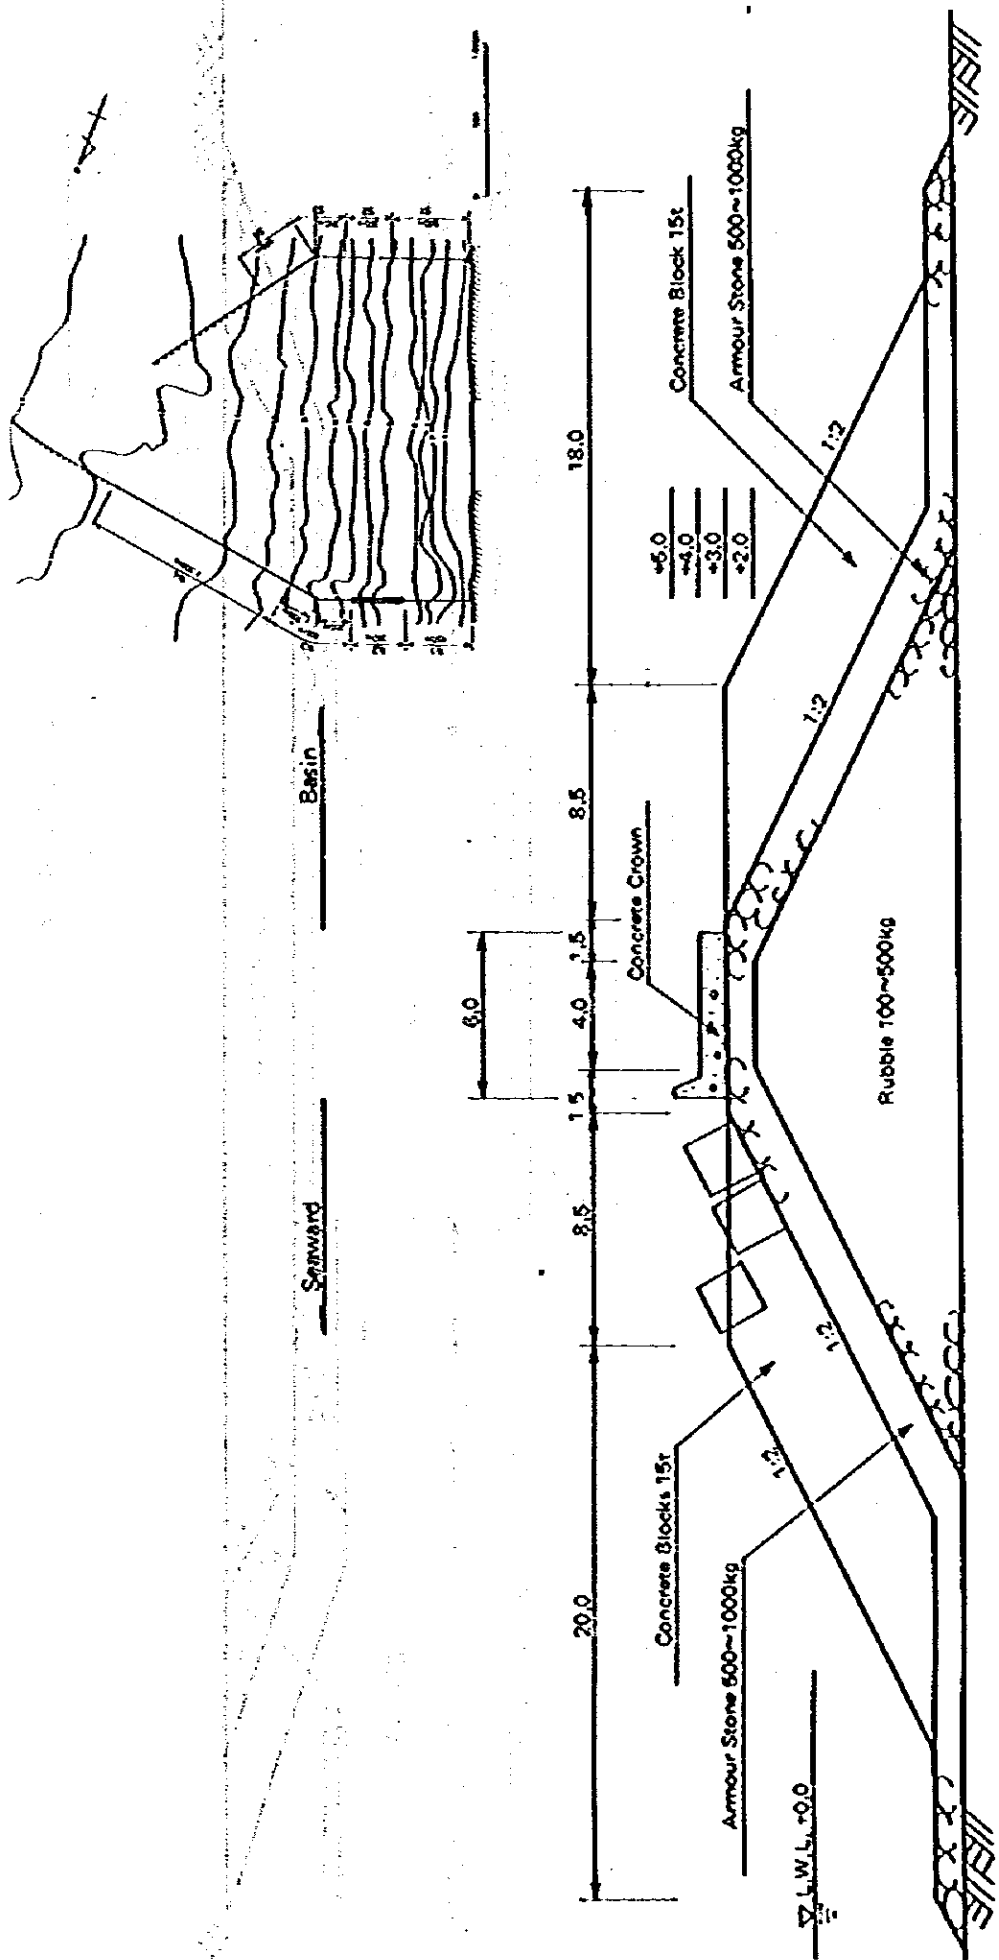 Seaward
Basin
6.0
20.0
8.5
1.5
4.0
1.5
8.5
18.0
Concrete Crown
Concrete Blocks 15t
Armour Stone 500~1000kg
L.W.L. +0.0
+5.0
+4.0
+3.0
+2.0
Concrete Block 15t
Armour Stone 500~1000kg
1:2
1:2
1:2
1:2
Rubble 100~500kg